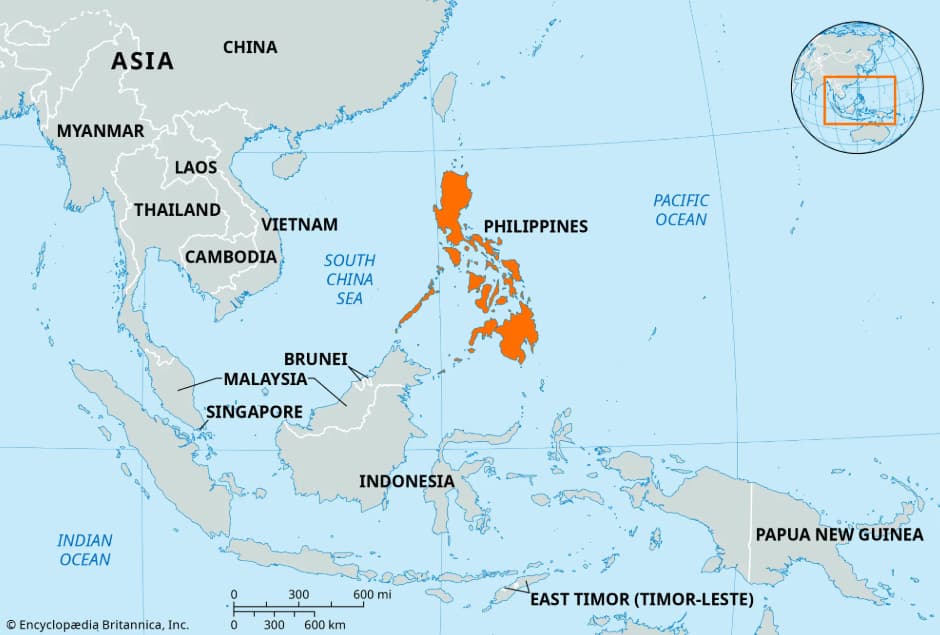 ASIA
CHINA
MYANMAR
LAOS
THAILAND
VIETNAM
CAMBODIA
PHILIPPINES
PACIFIC
OCEAN
SOUTH
CHINA
SEA
BRUNEI
MALAYSIA
SINGAPORE
INDONESIA
INDIAN
OCEAN
PAPUA NEW GUINEA
EAST TIMOR (TIMOR-LESTE)
0 300 600 mi
0 300 600 km
© Encyclopædia Britannica, Inc.